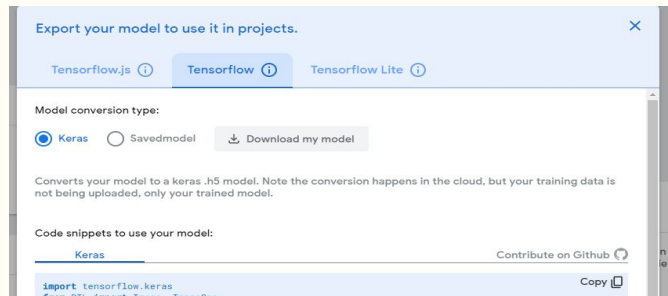 Export your model to use it in projects.
Tensorflow.js
Tensorflow
Tensorflow Lite
Model conversion type:
Keras
Savedmodel
Download my model
Converts your model to a keras .h5 model. Note the conversion happens in the cloud, but your training data is
not being uploaded, only your trained model.
Code snippets to use your model:
Keras
Contribute on Github
Copy
import tensorflow.keras